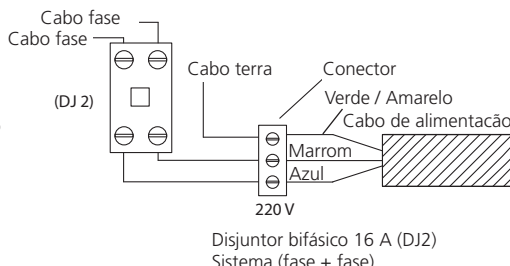 Cabo fase
Cabo fase
(DJ 2)
Cabo terra
Conector
Verde / Amarelo
Cabo de alimentacão
Marrom
Azul
220 V
Disjuntor bifásico 16 A (DJ2)
Sistema (fase + fase)